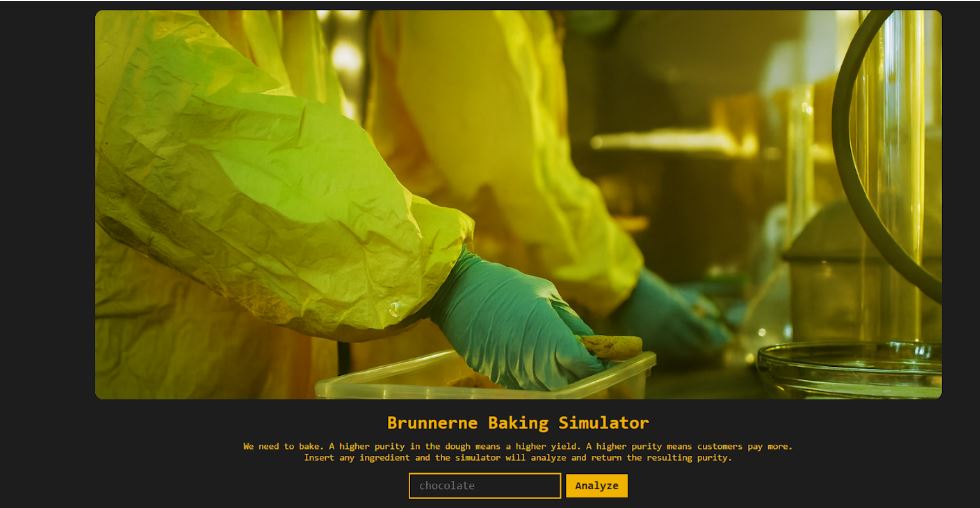 Brunnerne Baking Simulator
We need to bake. A higher purity in the dough means a higher yield. A higher purity means customers pay more.
Insert any ingredient and the simulator will analyze and return the resulting purity.
chocolate Analyze